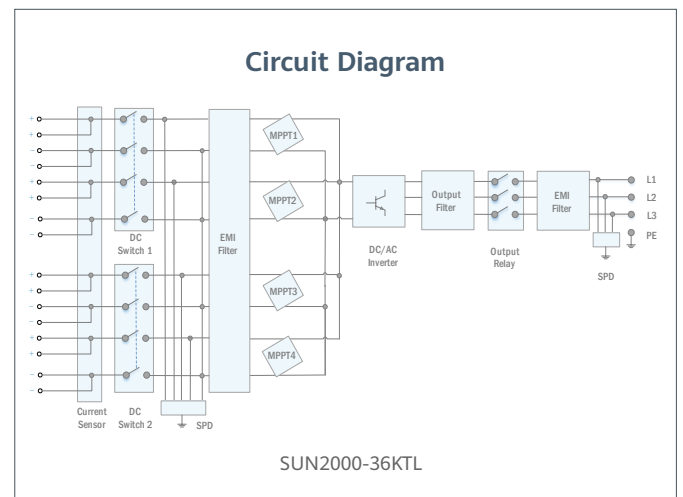 Circuit Diagram
+
+
−
−
+
+
−
−
+
+
−
−
+
+
−
−
Current
Sensor
DC
Switch 1
DC
Switch 2
SPD
EMI
Filter
MPPT1
MPPT2
MPPT3
MPPT4
DC/AC
Inverter
Output
Filter
Output
Relay
EMI
Filter
L1
L2
L3
PE
SPD
SUN2000-36KTL